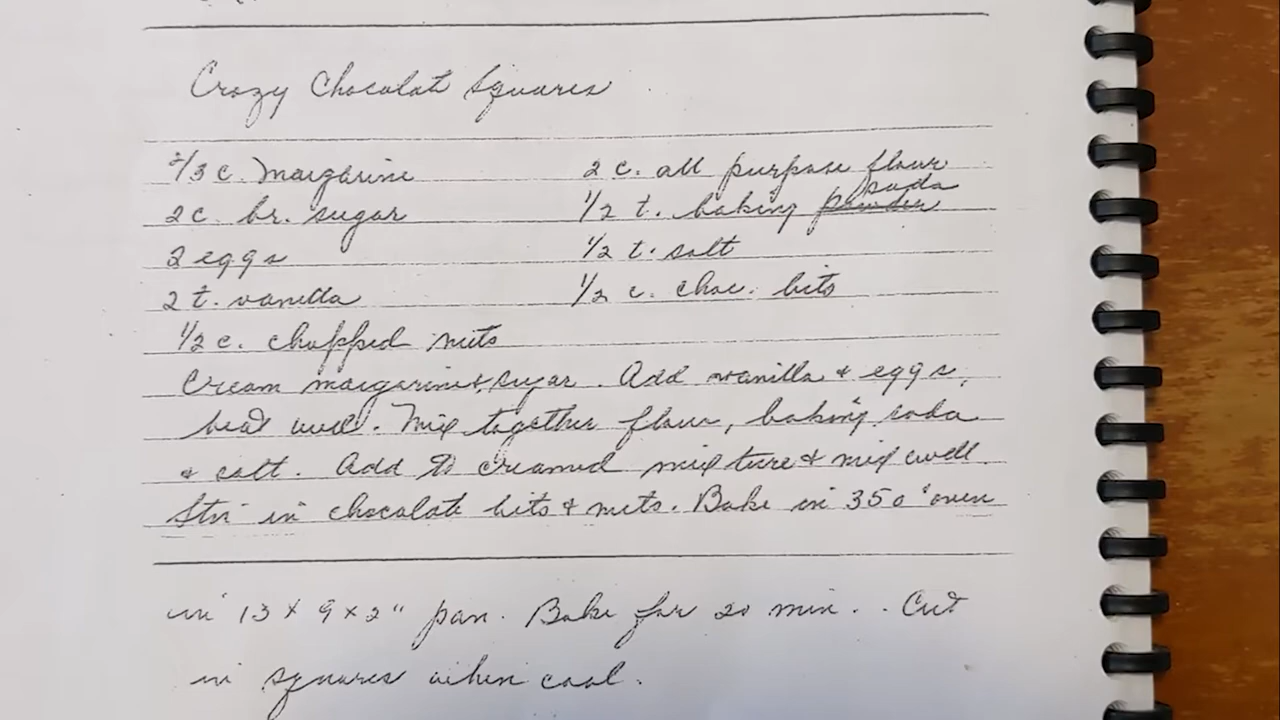 Crazy Chocolat Squares
2/3 c. Margarine
2 c. br. sugar
2 eggs
2 t. vanilla
1/2 c. chopped nuts
2 c. all purpose flour
1/2 t. baking powder soda
1/2 t. salt
1/2 c. choc. bits
Cream margarine & sugar. Add vanilla & eggs,
beat well. Mix together flour, baking soda
& salt. Add to creamed mixture & mix well.
Stir in chocolate bits & nuts. Bake in 350° oven
in 13 x 9 x 2" pan. Bake for 20 min.. Cut
in squares when cool.